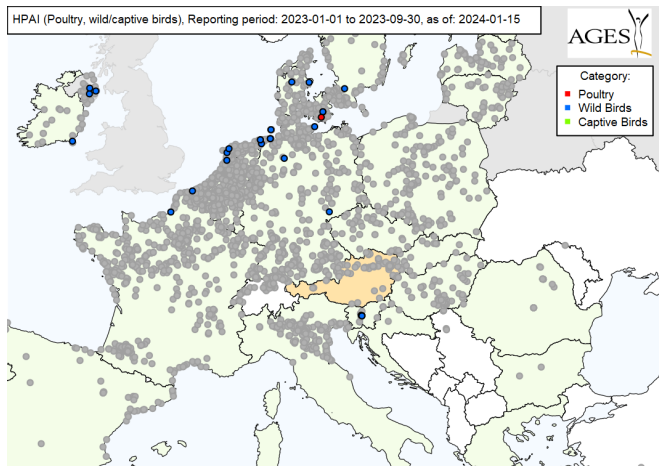 HPAI (Poultry, wild/captive birds), Reporting period: 2023-01-01 to 2023-09-30, as of: 2024-01-15
AGES
Category:
Poultry
Wild Birds
Captive Birds